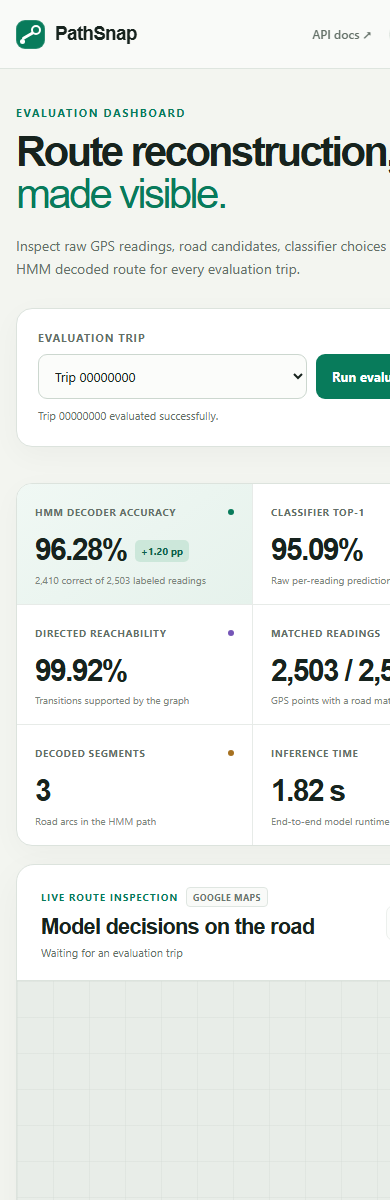 PathSnap
API docs ↗
EVALUATION DASHBOARD
Route reconstruction,
made visible.
Inspect raw GPS readings, road candidates, classifier choices
HMM decoded route for every evaluation trip.
EVALUATION TRIP
Trip 00000000
Run evalu
Trip 00000000 evaluated successfully.
HMM DECODER ACCURACY
96.28% +1.20 pp
2,410 correct of 2,503 labeled readings
CLASSIFIER TOP-1
95.09%
Raw per-reading prediction
DIRECTED REACHABILITY
99.92%
Transitions supported by the graph
MATCHED READINGS
2,503 / 2,5
GPS points with a road mat
DECODED SEGMENTS
3
Road arcs in the HMM path
INFERENCE TIME
1.82 s
End-to-end model runtime
LIVE ROUTE INSPECTION GOOGLE MAPS
Model decisions on the road
Waiting for an evaluation trip